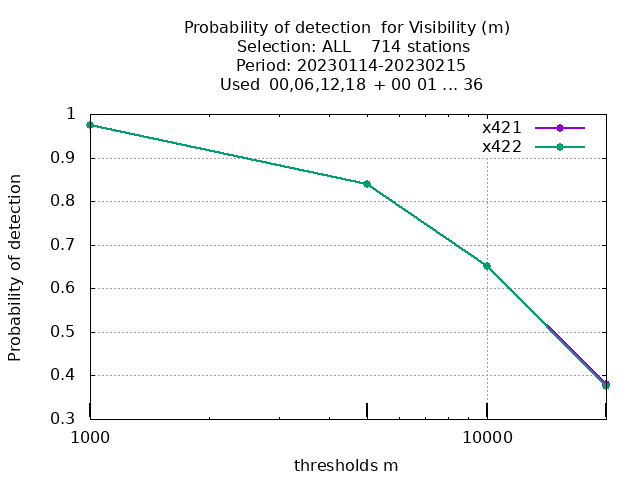 Probability of detection  for Visibility (m)
Selection: ALL    714 stations
Period: 20230114-20230215
Used  00,06,12,18  + 00 01 ... 36
x421
x422
1
0.9
0.8
0.7
0.6
0.5
0.4
0.3
Probability of detection
1000
10000
thresholds m